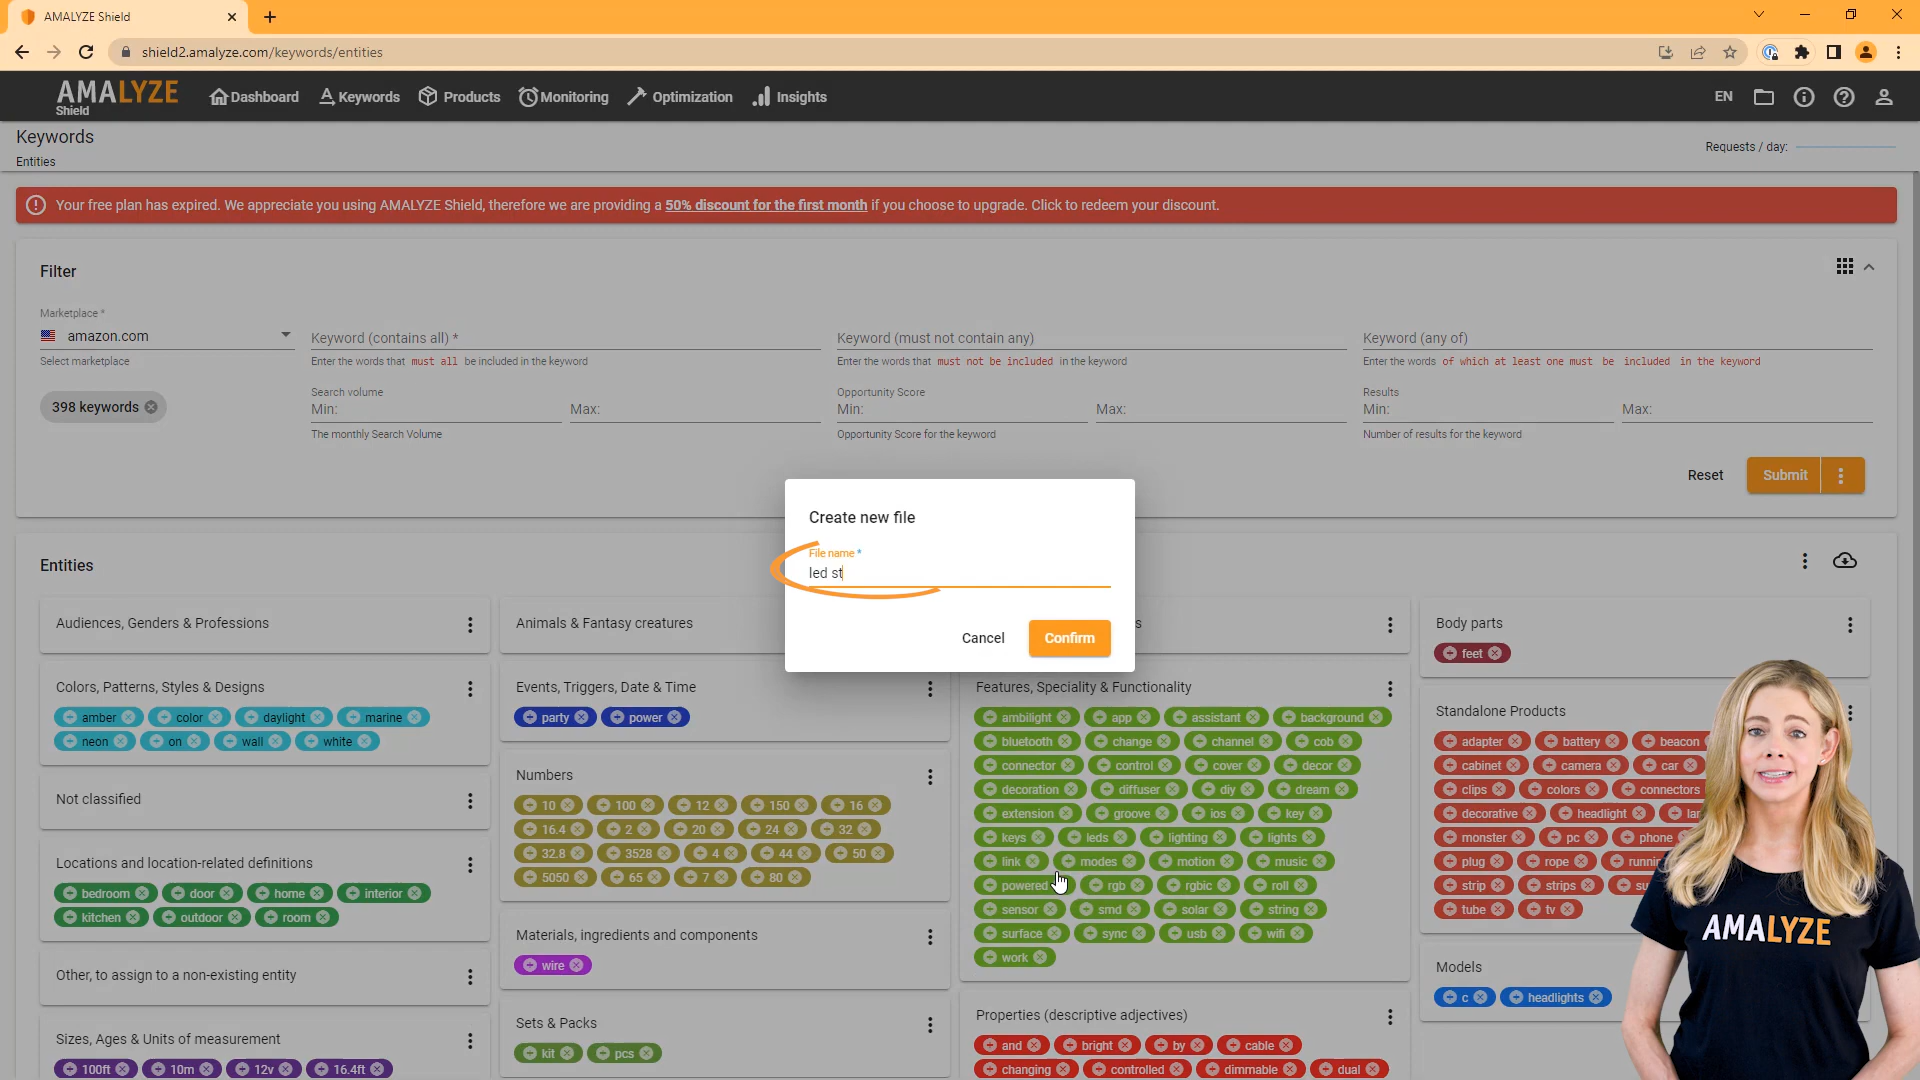 AMALYZE Shield
shield2.amalyze.com/keywords/entities
AMALYZE Shield
Dashboard Keywords Products Monitoring Optimization Insights
EN
Keywords
Entities
Requests / day:
Your free plan has expired. We appreciate you using AMALYZE Shield, therefore we are providing a 50% discount for the first month if you choose to upgrade. Click to redeem your discount.
Filter
Marketplace *
amazon.com
Select marketplace
Keyword (contains all) *
Enter the words that must all be included in the keyword
Keyword (must not contain any)
Enter the words that must not be included in the keyword
Keyword (any of)
Enter the words of which at least one must be included in the keyword
398 keywords
Search volume
Min: Max:
The monthly Search Volume
Opportunity Score
Min: Max:
Opportunity Score for the keyword
Results
Min: Max:
Number of results for the keyword
Reset Submit
Create new file
File name *
led st
Cancel Confirm
Entities
Audiences, Genders & Professions
Colors, Patterns, Styles & Designs
amber color daylight marine
neon on wall white
Not classified
Locations and location-related definitions
bedroom door home interior
kitchen outdoor room
Other, to assign to a non-existing entity
Sizes, Ages & Units of measurement
100ft 10m 12v 16.4ft
Animals & Fantasy creatures
Events, Triggers, Date & Time
party power
Numbers
10 100 12 150 16
16.4 2 20 24 32
32.8 3528 4 44 50
5050 65 7 80
Materials, ingredients and components
wire
Sets & Packs
kit pcs
s
Features, Speciality & Functionality
ambilight app assistant background
bluetooth change channel cob
connector control cover decor
decoration diffuser diy dream
extension groove ios key
keys leds lighting lights
link modes motion music
powered rgb rgbic roll
sensor smd solar string
surface sync usb wifi
work
Properties (descriptive adjectives)
and bright by cable
changing controlled dimmable dual
Body parts
feet
Standalone Products
adapter battery beacon
cabinet camera car
clips colors connectors
decorative headlight
monster pc phone
plug rope
strip strips
tube tv
Models
c headlights
AMALYZE